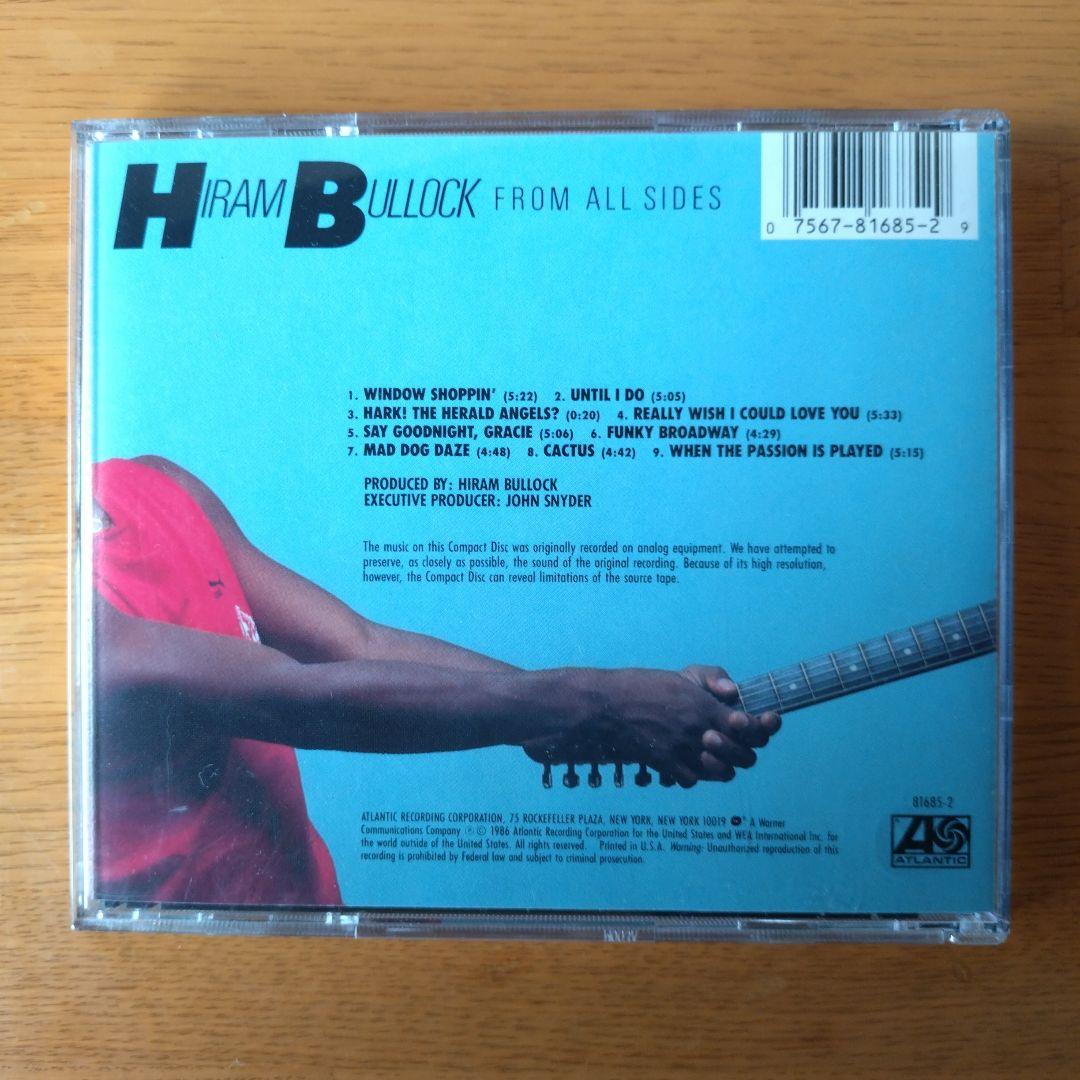 HIRAM BULLOCK FROM ALL SIDES
0 7567-81685-2 9
1. WINDOW SHOPPIN' (5:22) 2. UNTIL I DO (5:05)
3. HARK! THE HERALD ANGELS? (0:20) 4. REALLY WISH I COULD LOVE YOU (5:33)
5. SAY GOODNIGHT, GRACIE (5:06) 6. FUNKY BROADWAY (4:29)
7. MAD DOG DAZE (4:48) 8. CACTUS (4:42) 9. WHEN THE PASSION IS PLAYED (5:15)
PRODUCED BY: HIRAM BULLOCK
EXECUTIVE PRODUCER: JOHN SNYDER
The music on this Compact Disc was originally recorded on analog equipment. We have attempted to
preserve, as closely as possible, the sound of the original recording. Because of its high resolution,
however, the Compact Disc can reveal limitations of the source tape.
ATLANTIC RECORDING CORPORATION, 75 ROCKEFELLER PLAZA, NEW YORK, NEW YORK 10019 ® A Warner
Communications Company ℗ © 1986 Atlantic Recording Corporation for the United States and WEA International Inc. for
the world outside of the United States. All rights reserved. Printed in U.S.A. Warning: Unauthorized reproduction of this
recording is prohibited by Federal law and subject to criminal prosecution.
81685-2
ATLANTIC